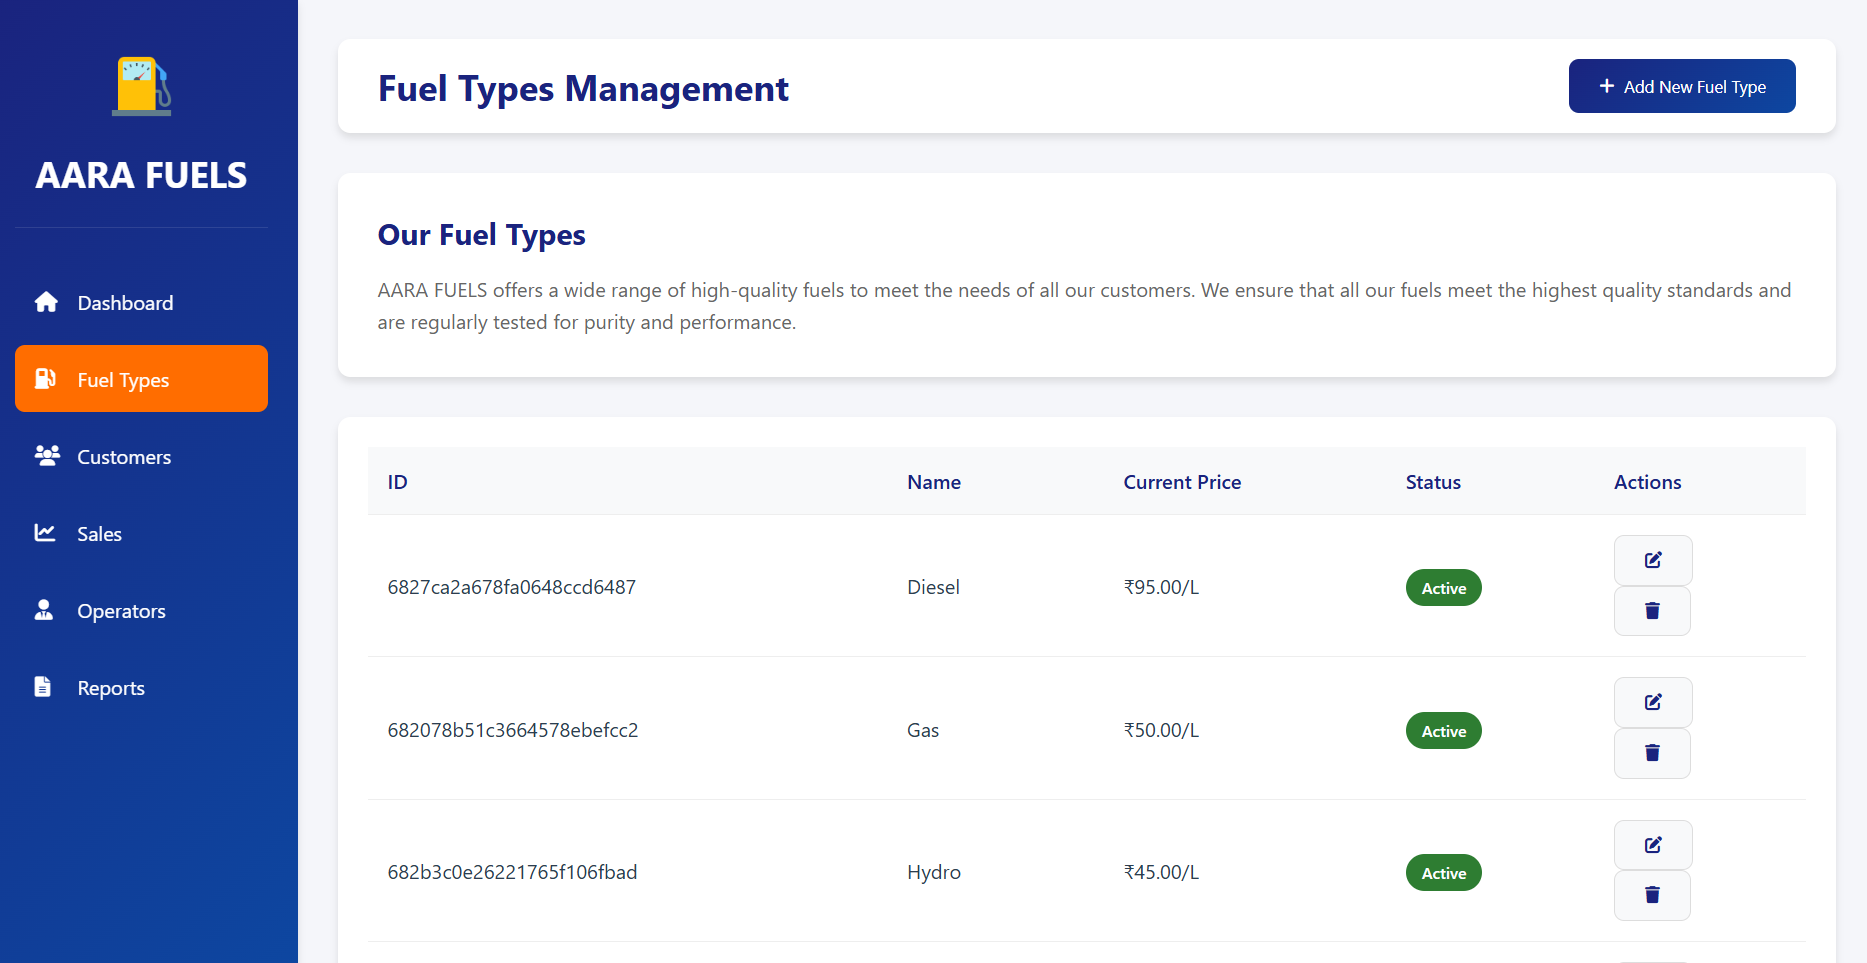 AARA FUELS
Dashboard
Fuel Types
Customers
Sales
Operators
Reports
Fuel Types Management
+ Add New Fuel Type
Our Fuel Types
AARA FUELS offers a wide range of high-quality fuels to meet the needs of all our customers. We ensure that all our fuels meet the highest quality standards and
are regularly tested for purity and performance.
ID Name Current Price Status Actions
6827ca2a678fa0648ccd6487 Diesel ₹95.00/L Active
682078b51c3664578ebefcc2 Gas ₹50.00/L Active
682b3c0e26221765f106fbad Hydro ₹45.00/L Active